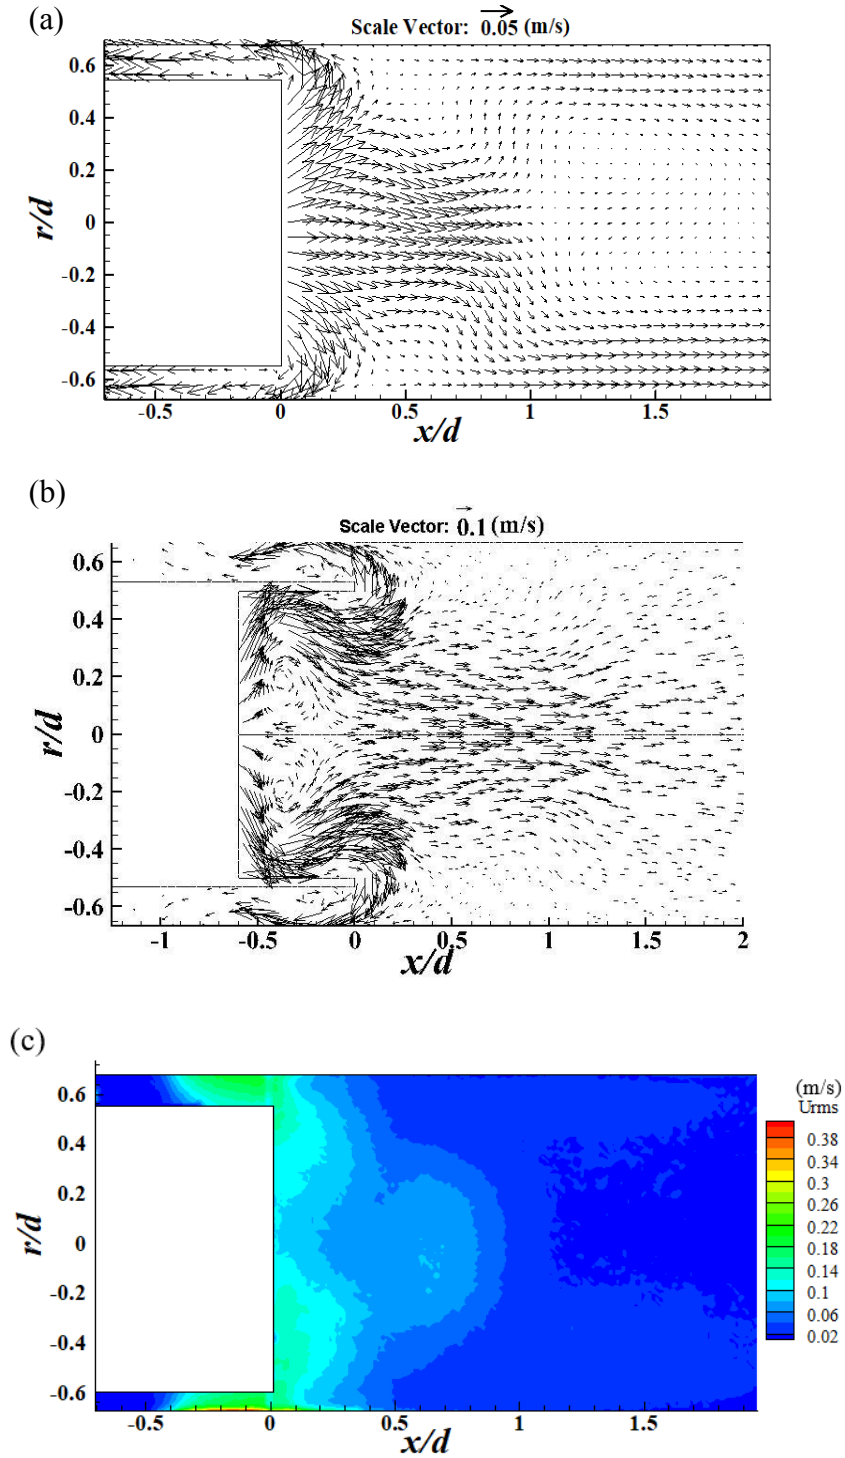 (a)
Scale Vector: 0.05 (m/s)
0.6
0.4
0.2
0
-0.2
-0.4
-0.6
r/d
-0.5 0 0.5 1 1.5
x/d
(b)
Scale Vector: 0.1 (m/s)
0.6
0.4
0.2
0
-0.2
-0.4
-0.6
r/d
-1 -0.5 0 0.5 1 1.5 2
x/d
(c)
0.6
0.4
0.2
0
-0.2
-0.4
-0.6
r/d
-0.5 0 0.5 1 1.5
x/d
(m/s)
Urms
0.38
0.34
0.3
0.26
0.22
0.18
0.14
0.1
0.06
0.02